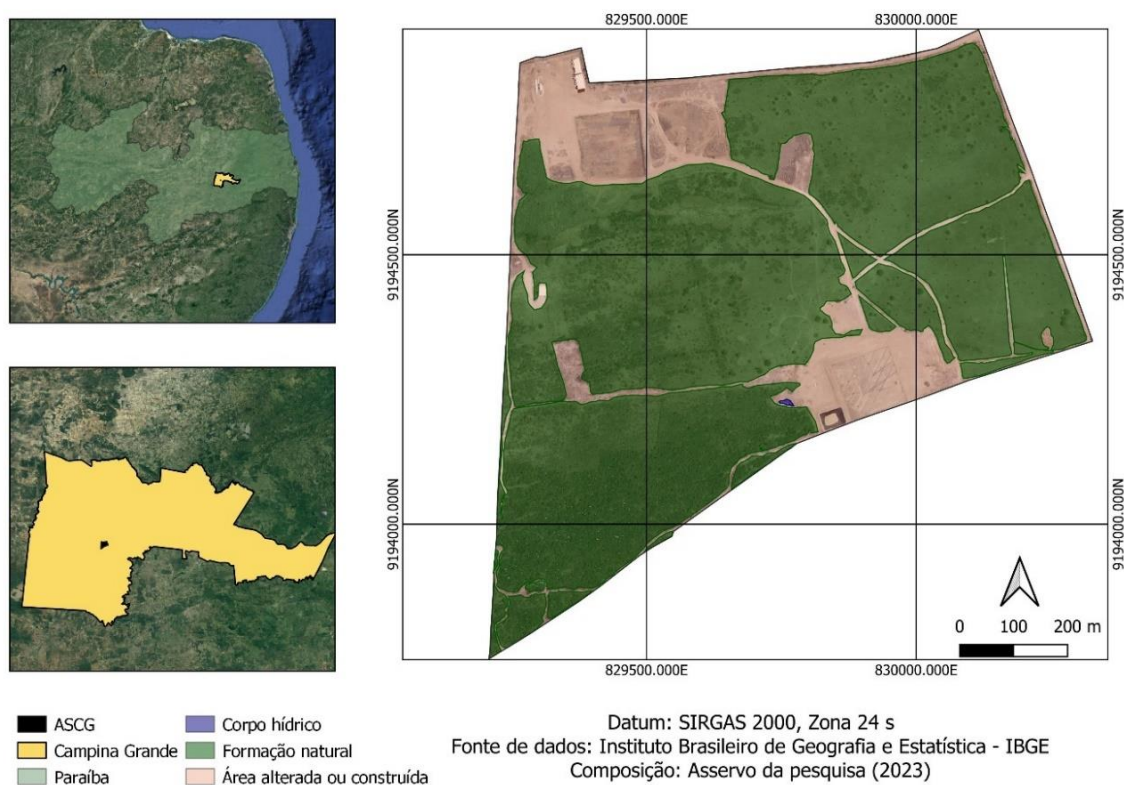 829500.000E 830000.000E
9194500.000N 9194500.000N
9194000.000N 9194000.000N
0 100 200 m
829500.000E 830000.000E
ASCG
Campina Grande
Paraíba
Corpo hídrico
Formação natural
Área alterada ou construída
Datum: SIRGAS 2000, Zona 24 s
Fonte de dados: Instituto Brasileiro de Geografia e Estatística - IBGE
Composição: Asservo da pesquisa (2023)